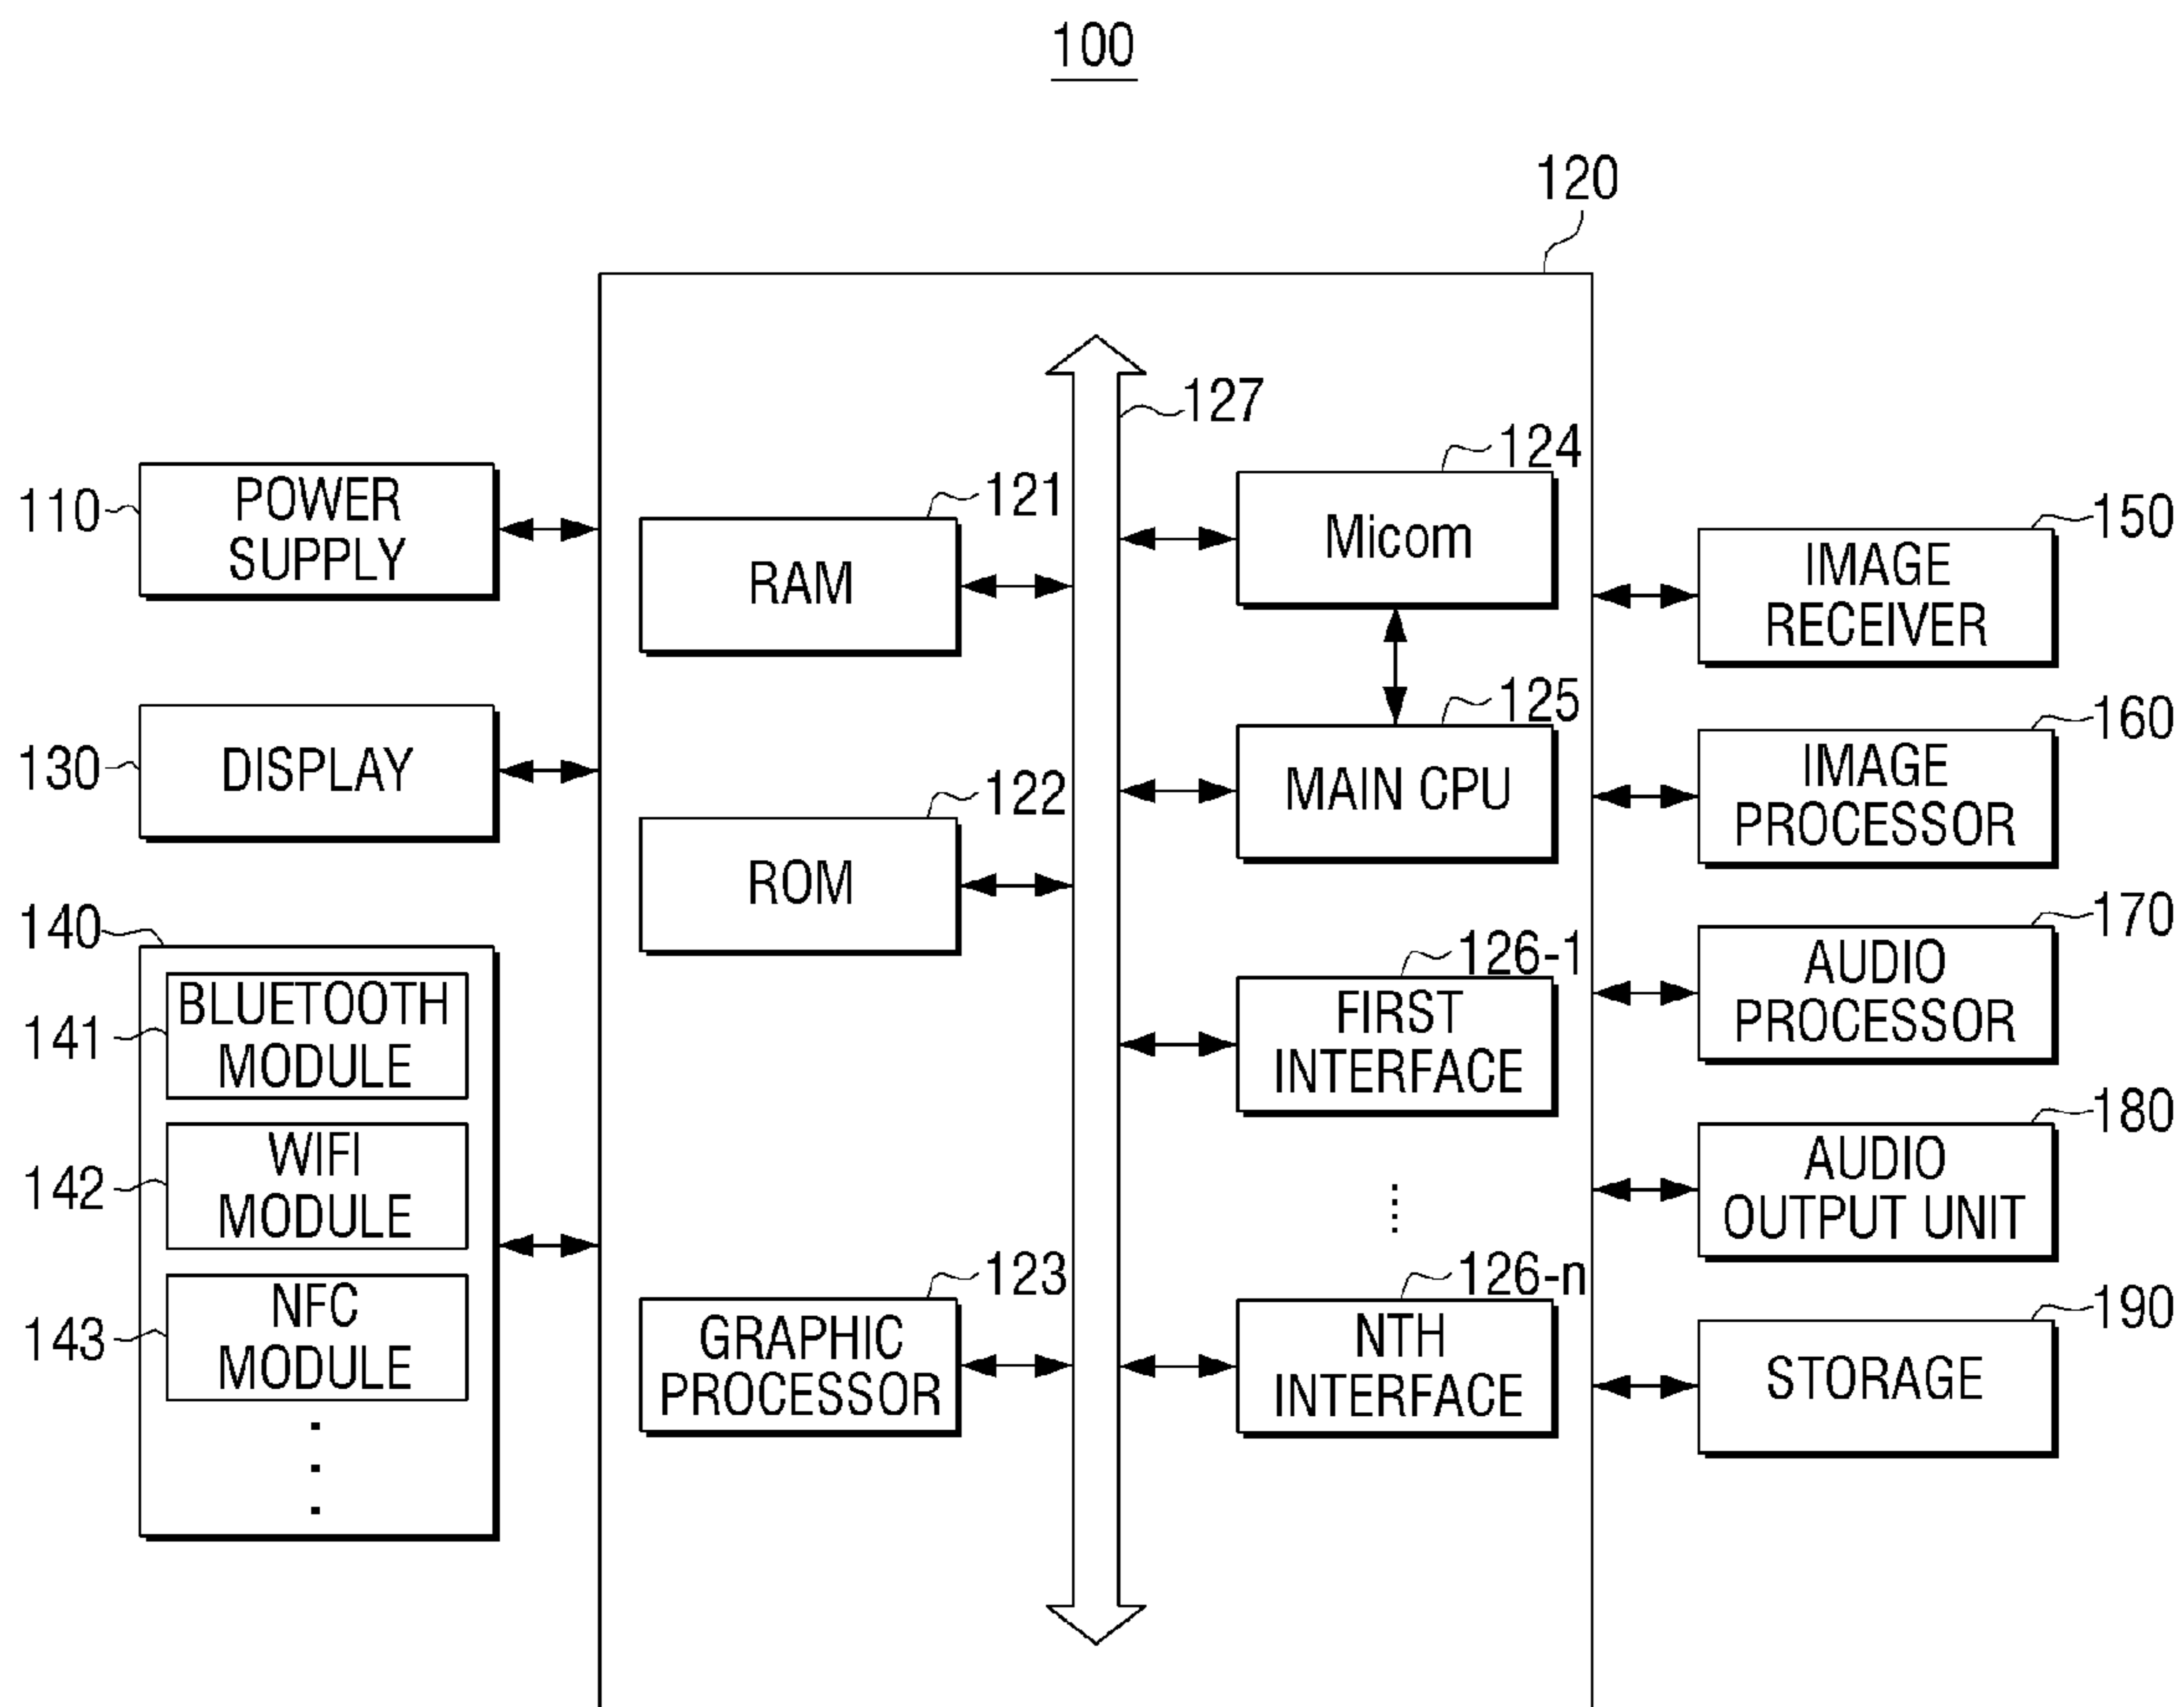 100
120
127
110
POWER
SUPPLY
121
RAM
124
Micom
150
IMAGE
RECEIVER
130
DISPLAY
122
ROM
125
MAIN CPU
160
IMAGE
PROCESSOR
140
141
BLUETOOTH
MODULE
142
WIFI
MODULE
143
NFC
MODULE
126-1
FIRST
INTERFACE
170
AUDIO
PROCESSOR
180
AUDIO
OUTPUT UNIT
123
GRAPHIC
PROCESSOR
126-n
NTH
INTERFACE
190
STORAGE